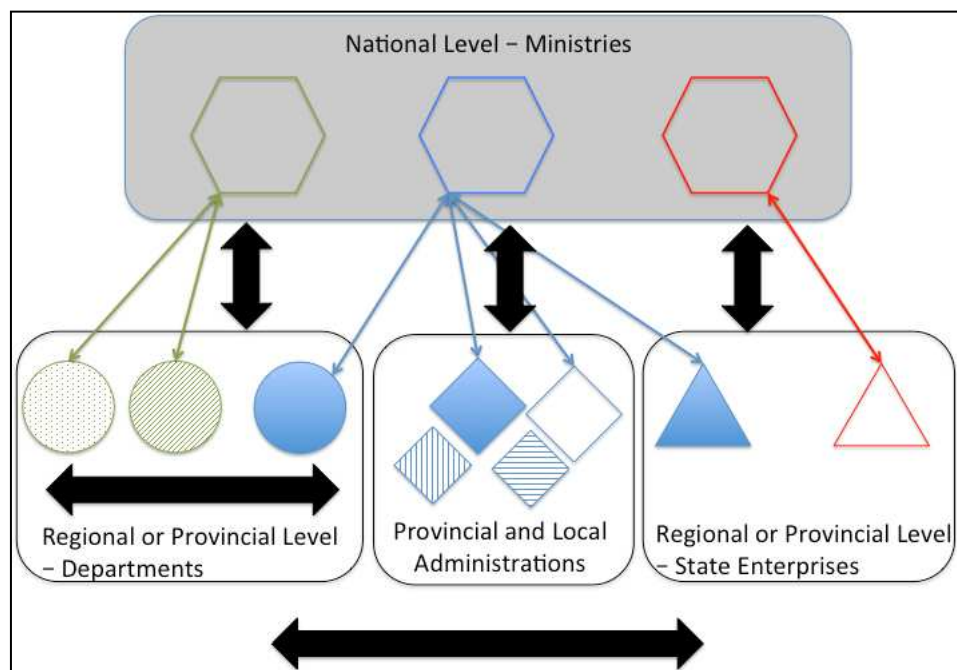 National Level – Ministries
Regional or Provincial Level
– Departments
Provincial and Local
Administrations
Regional or Provincial Level
– State Enterprises